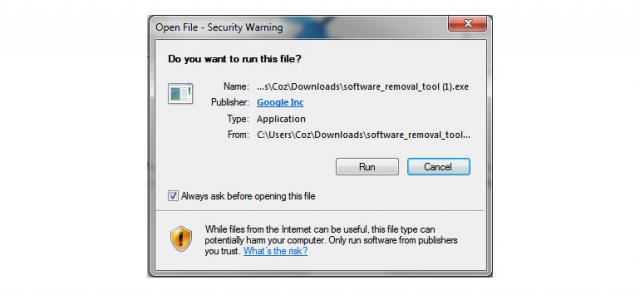 Open File - Security Warning
Do you want to run this file?
Name: ...s\Coz\Downloads\software_removal_tool (1).exe
Publisher: Google Inc
Type: Application
From: C:\Users\Coz\Downloads\software_removal_tool...
Run Cancel
Always ask before opening this file
While files from the Internet can be useful, this file type can
potentially harm your computer. Only run software from publishers
you trust. What's the risk?